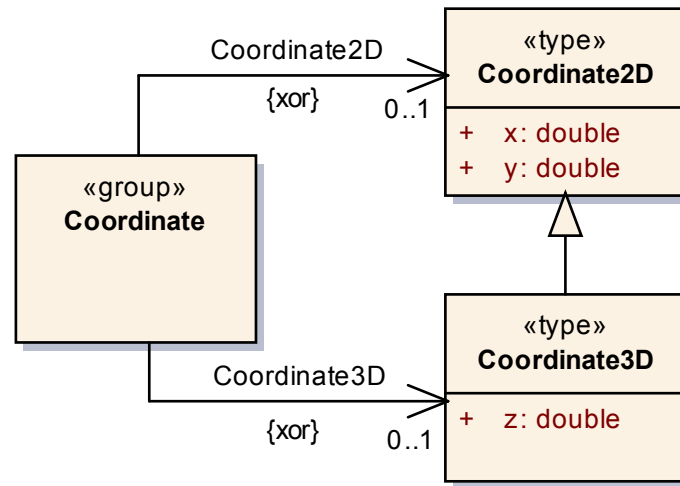 Coordinate2D
{xor}
0..1
«type»
Coordinate2D
+ x: double
+ y: double
«group»
Coordinate
«type»
Coordinate3D
+ z: double
Coordinate3D
{xor}
0..1